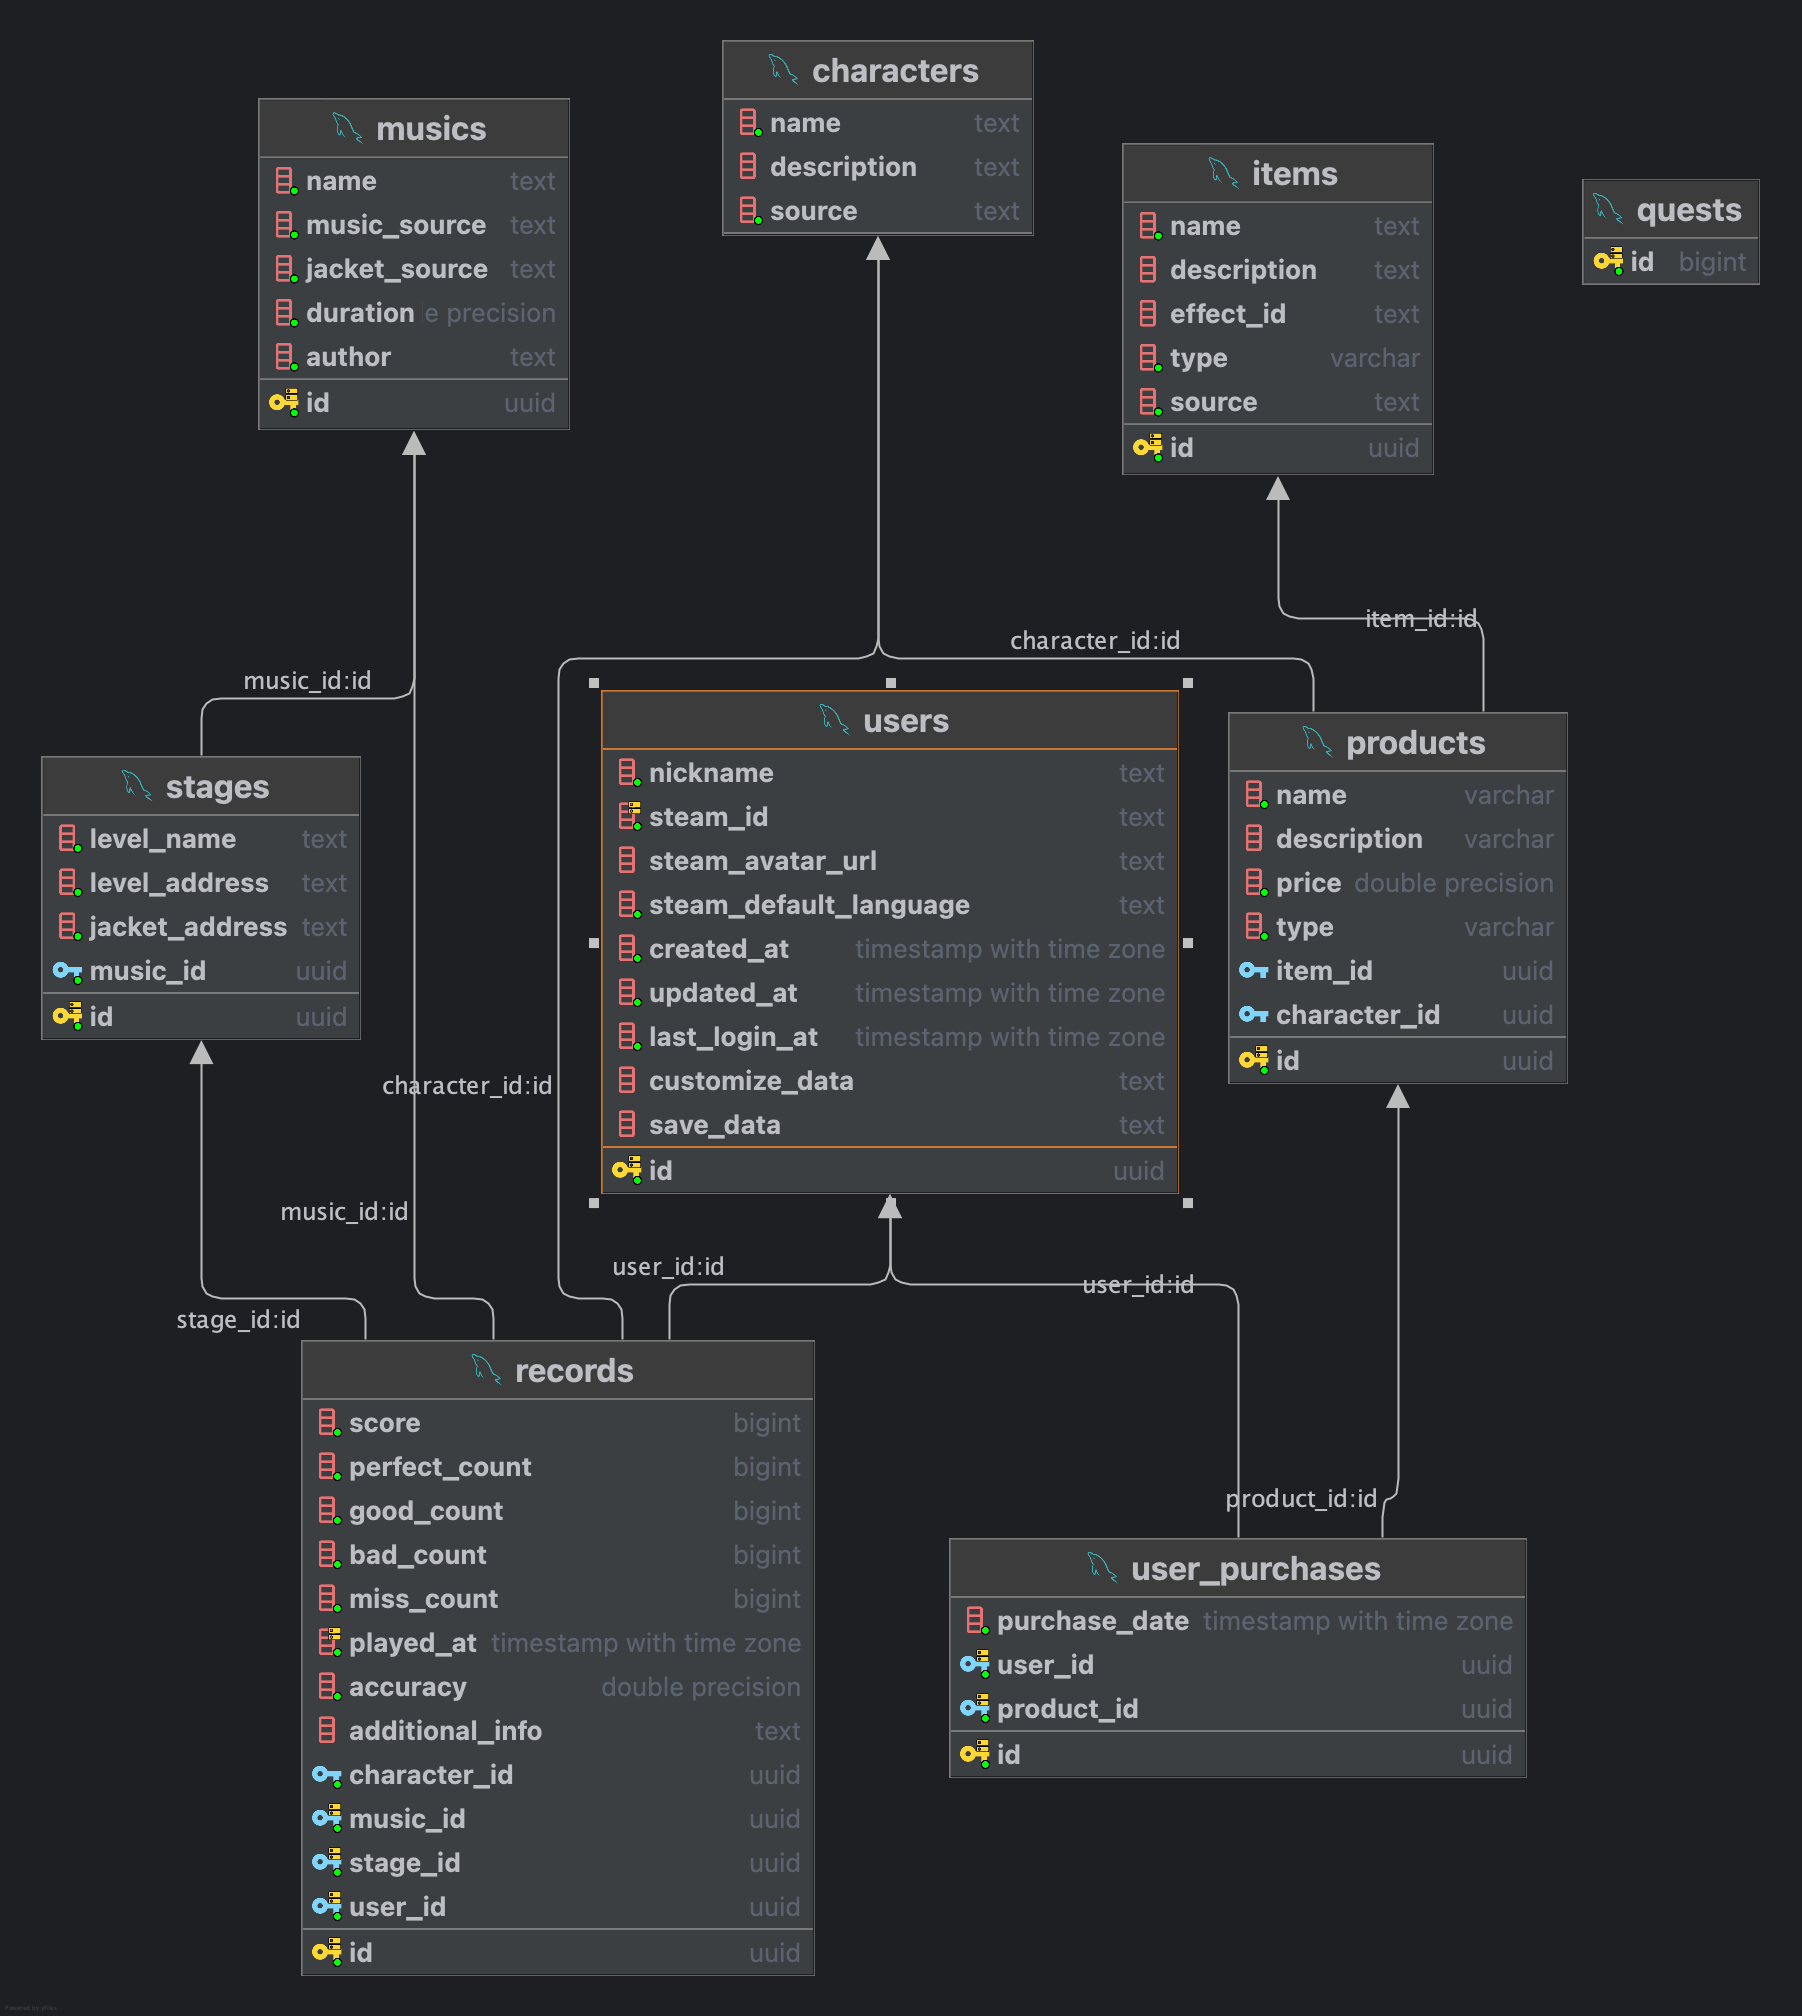 characters
name text
description text
source text
musics
name text
music_source text
jacket_source text
duration e precision
author text
id uuid
items
name text
description text
effect_id text
type varchar
source text
id uuid
quests
id bigint
item_id:id
character_id:id
music_id:id
users
nickname text
steam_id text
steam_avatar_url text
steam_default_language text
created_at timestamp with time zone
updated_at timestamp with time zone
last_login_at timestamp with time zone
customize_data text
save_data text
id uuid
products
name varchar
description varchar
price double precision
type varchar
item_id uuid
character_id uuid
id uuid
stages
level_name text
level_address text
jacket_address text
music_id uuid
id uuid
character_id:id
music_id:id
user_id:id
user_id:id
stage_id:id
records
score bigint
perfect_count bigint
good_count bigint
bad_count bigint
miss_count bigint
played_at timestamp with time zone
accuracy double precision
additional_info text
character_id uuid
music_id uuid
stage_id uuid
user_id uuid
id uuid
product_id:id
user_purchases
purchase_date timestamp with time zone
user_id uuid
product_id uuid
id uuid
Powered by yFiles